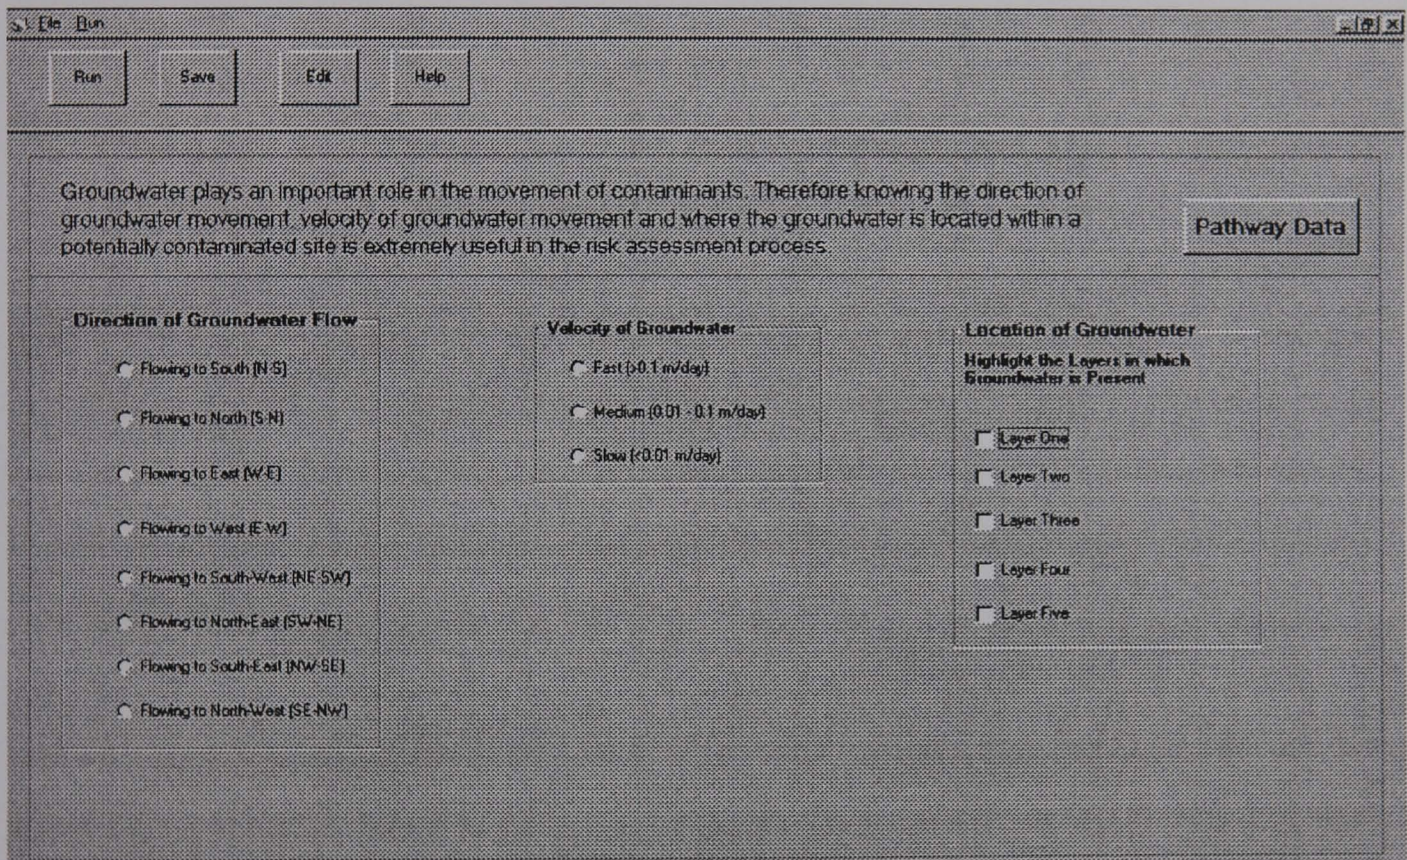 File Run
Run Save Edit Help
Groundwater plays an important role in the movement of contaminants. Therefore knowing the direction of
groundwater movement, velocity of groundwater movement and where the groundwater is located within a
potentially contaminated site is extremely useful in the risk assessment process.
Pathway Data
Direction of Groundwater Flow
Flowing to South (N-S)
Flowing to North (S-N)
Flowing to East (W-E)
Flowing to West (E-W)
Flowing to South-West (NE-SW)
Flowing to North-East (SW-NE)
Flowing to South-East (NW-SE)
Flowing to North-West (SE-NW)
Velocity of Groundwater
Fast (>0.1 m/day)
Medium (0.01 - 0.1 m/day)
Slow (<0.01 m/day)
Location of Groundwater
Highlight the Layers in which
Groundwater is Present
Layer One
Layer Two
Layer Three
Layer Four
Layer Five